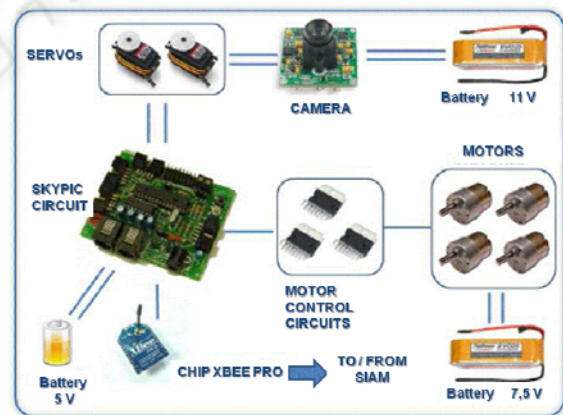 SERVOs
CAMERA
Battery 11 V
MOTORS
SKYPIC
CIRCUIT
MOTOR
CONTROL
CIRCUITS
Battery
5 V
CHIP XBEE PRO
TO / FROM
SIAM
Battery 7,5 V